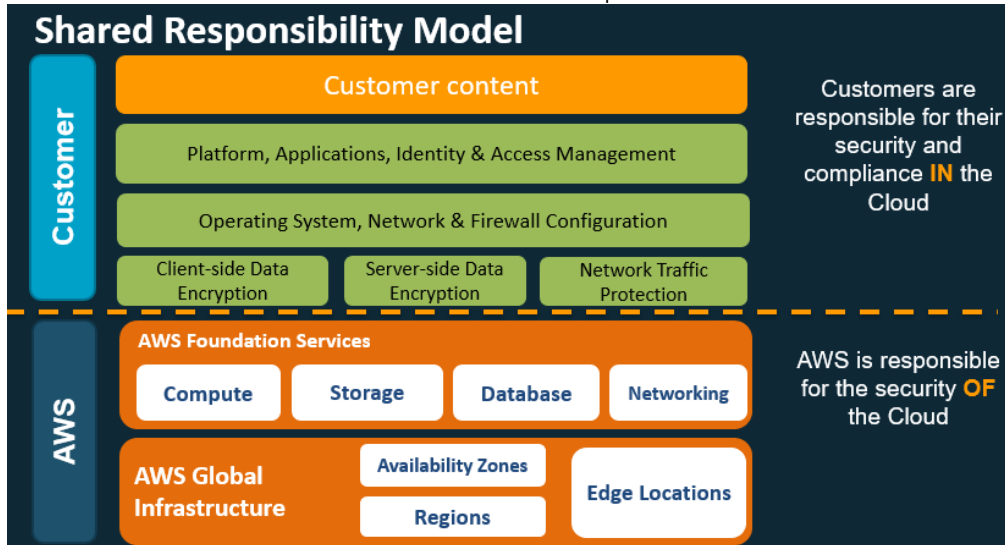 Shared Responsibility Model
Customer
Customer content
Platform, Applications, Identity & Access Management
Operating System, Network & Firewall Configuration
Client-side Data
Encryption
Server-side Data
Encryption
Network Traffic
Protection
Customers are
responsible for their
security and
compliance IN the
Cloud
AWS
AWS Foundation Services
Compute
Storage
Database
Networking
AWS Global
Infrastructure
Availability Zones
Regions
Edge Locations
AWS is responsible
for the security OF
the Cloud